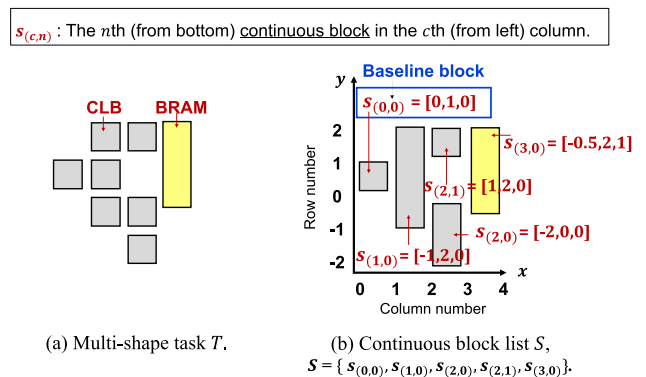 s(c,n) : The nth (from bottom) continuous block in the cth (from left) column.
CLB BRAM
y
Baseline block
s(0,0) = [0,1,0]
s(3,0) = [-0.5,2,1]
s(2,1) = [1,2,0]
s(2,0) = [-2,0,0]
s(1,0) = [-1,2,0]
Row number
2
1
0
-1
-2
0 1 2 3 4
x
Column number
(a) Multi-shape task T.
(b) Continuous block list S,
S = { s(0,0), s(1,0), s(2,0), s(2,1), s(3,0)}.